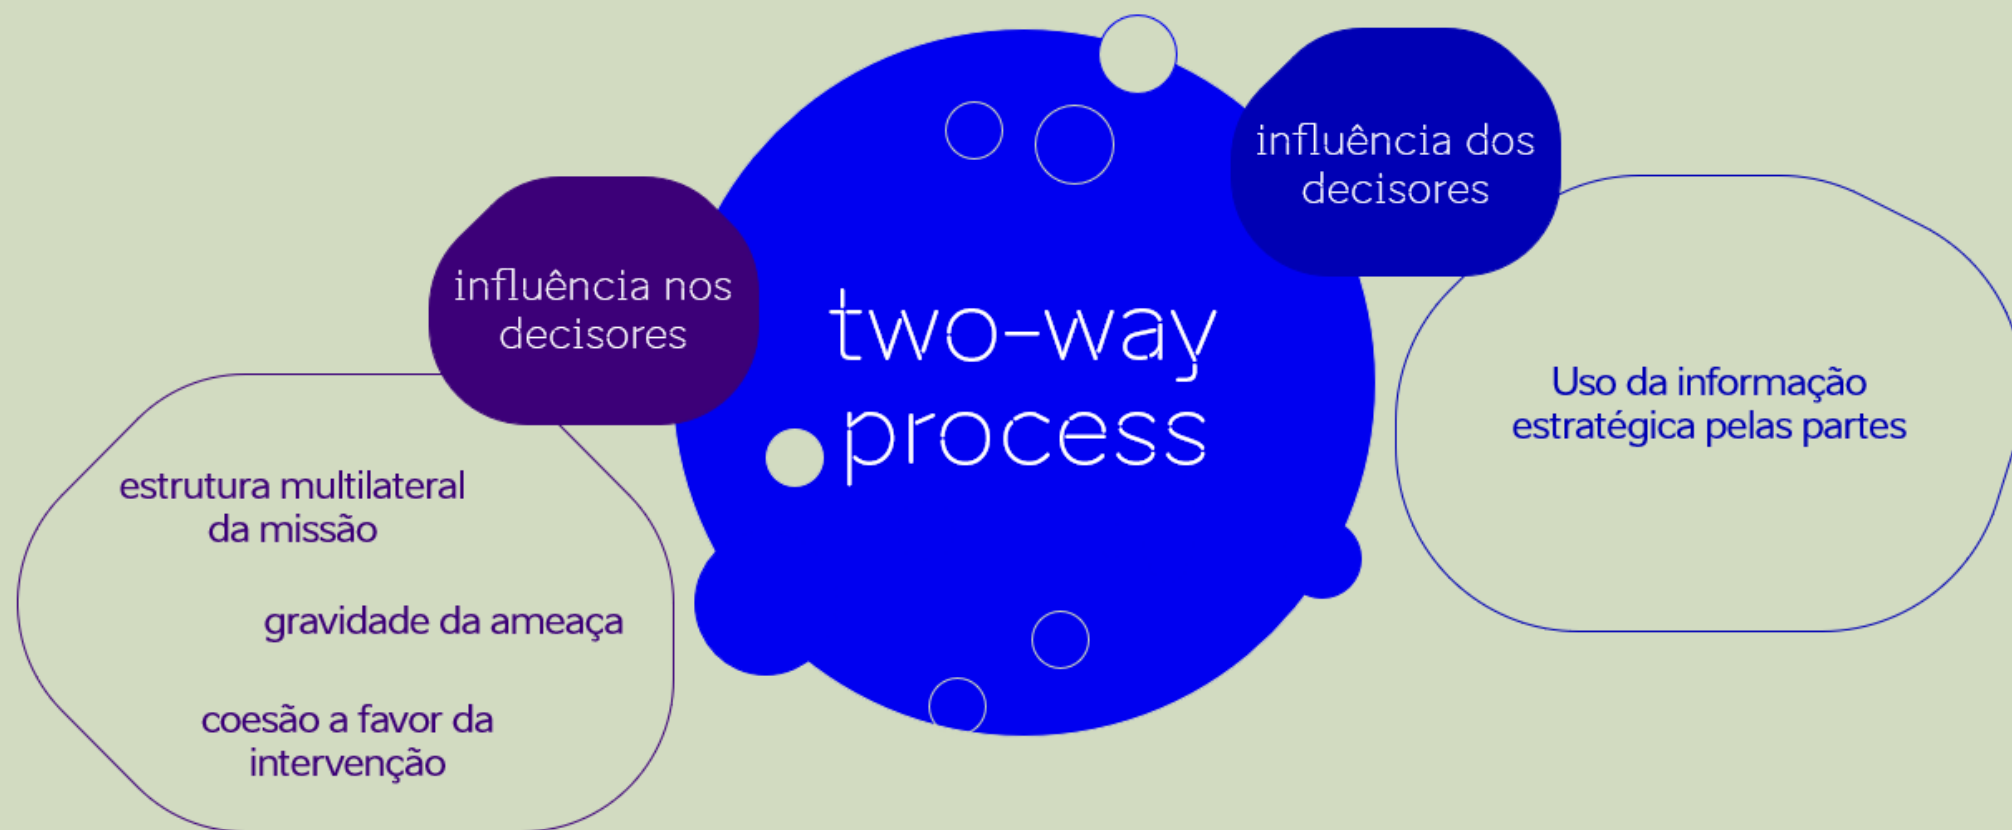 influência nos
decisores
estrutura multilateral
da missão
gravidade da ameaça
coesão a favor da
intervenção
two-way
process
influência dos
decisores
Uso da informação
estratégica pelas partes